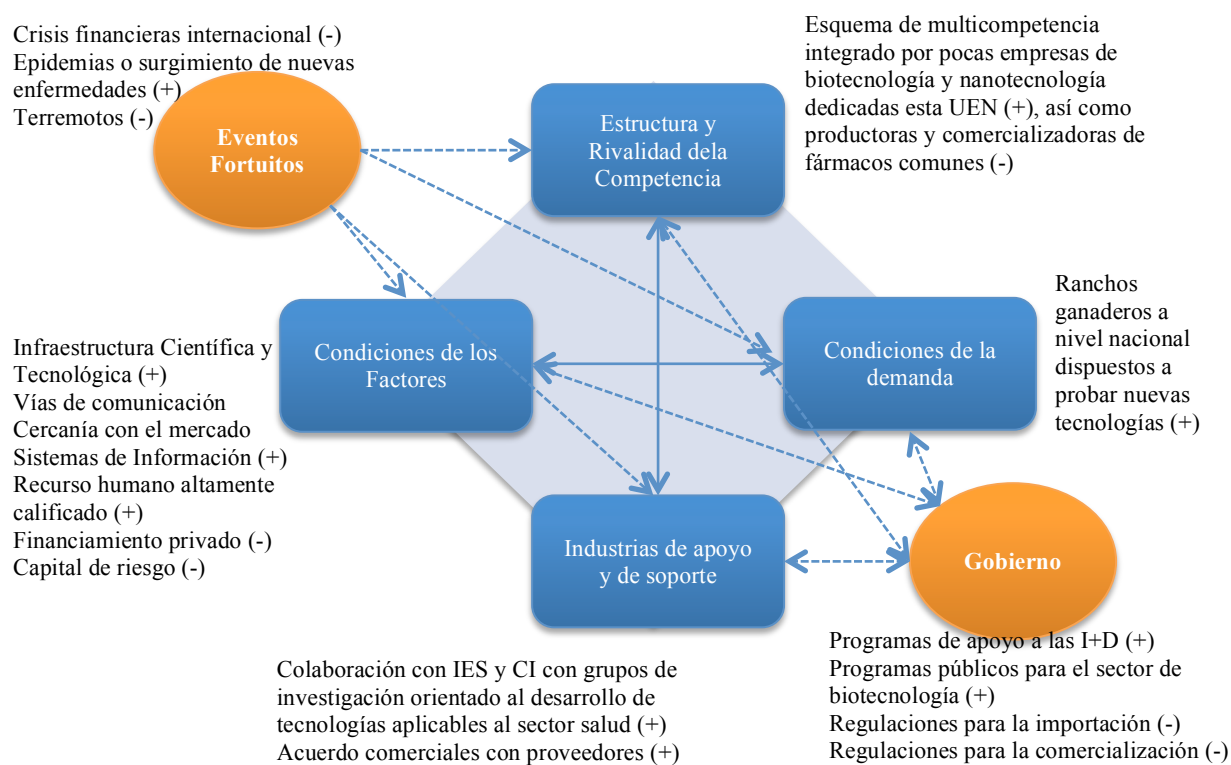 Crisis financieras internacional (-)
Epidemias o surgimiento de nuevas
enfermedades (+)
Terremotos (-)
Eventos
Fortuitos
Estructura y
Rivalidad dela
Competencia
Esquema de multicompetencia
integrado por pocas empresas de
biotecnología y nanotecnología
dedicadas esta UEN (+), así como
productoras y comercializadoras de
fármacos comunes (-)
Infraestructura Científica y
Tecnológica (+)
Vías de comunicación
Cercanía con el mercado
Sistemas de Información (+)
Recurso humano altamente
calificado (+)
Financiamiento privado (-)
Capital de riesgo (-)
Condiciones de los
Factores
Condiciones de la
demanda
Ranchos
ganaderos a
nivel nacional
dispuestos a
probar nuevas
tecnologías (+)
Industrias de apoyo
y de soporte
Gobierno
Colaboración con IES y CI con grupos de
investigación orientado al desarrollo de
tecnologías aplicables al sector salud (+)
Acuerdo comerciales con proveedores (+)
Programas de apoyo a las I+D (+)
Programas públicos para el sector de
biotecnología (+)
Regulaciones para la importación (-)
Regulaciones para la comercialización (-)